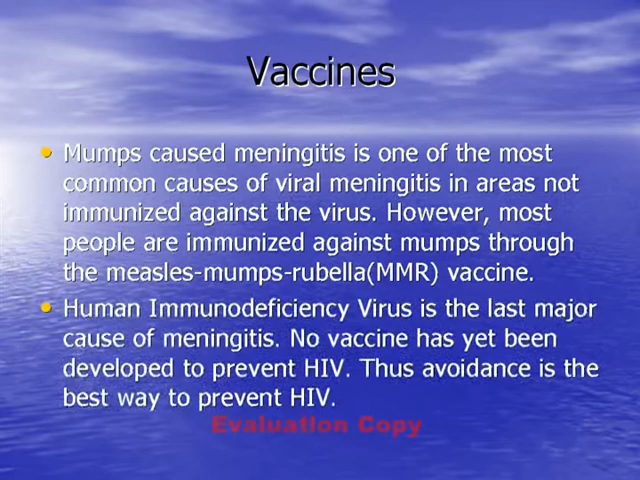 Vaccines
• Mumps caused meningitis is one of the most
common causes of viral meningitis in areas not
immunized against the virus. However, most
people are immunized against mumps through
the measles-mumps-rubella(MMR) vaccine.
• Human Immunodeficiency Virus is the last major
cause of meningitis. No vaccine has yet been
developed to prevent HIV. Thus avoidance is the
best way to prevent HIV.
Evaluation Copy